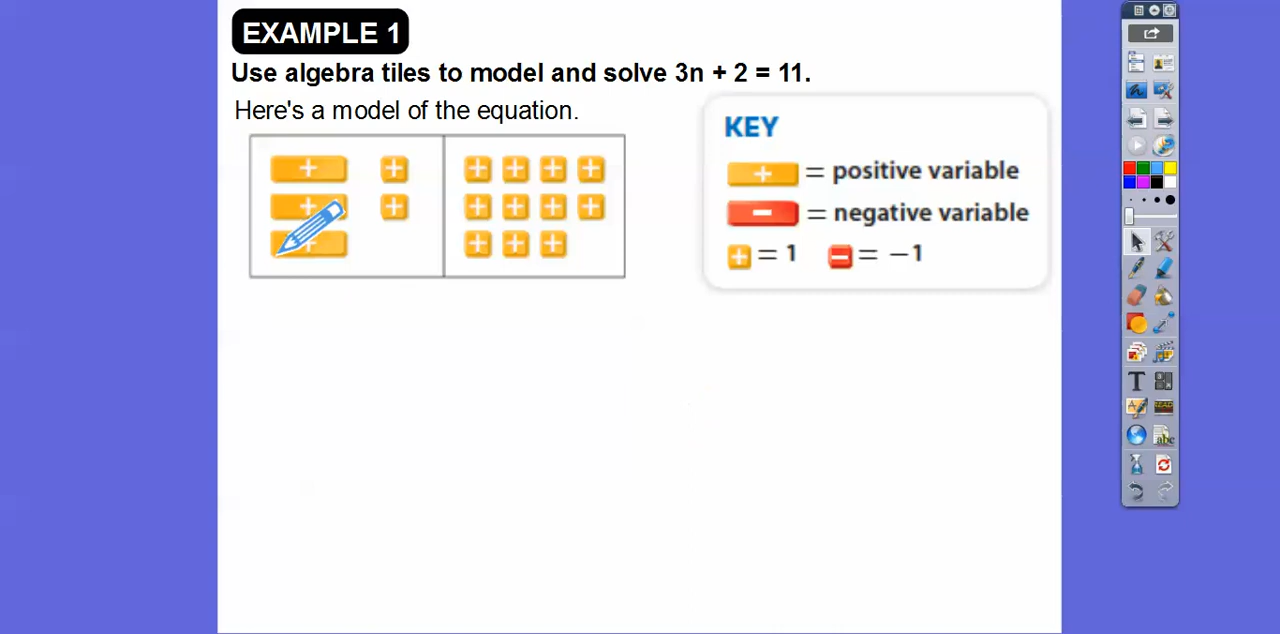 EXAMPLE 1
Use algebra tiles to model and solve 3n + 2 = 11.
Here's a model of the equation.
KEY
+ = positive variable
− = negative variable
+ = 1 − = −1
+ +
+ +
+
+ + + +
+ + + +
+ + +
T
abc